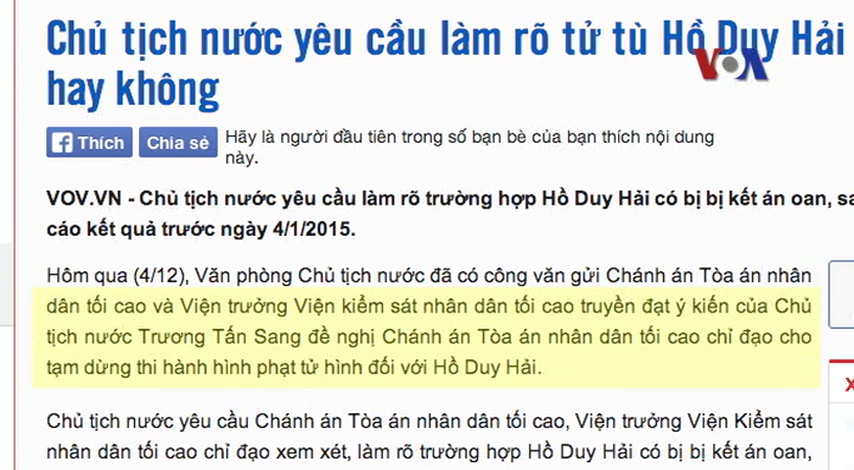 Chủ tịch nước yêu cầu làm rõ tử tù Hồ Duy Hải
hay không
VOA
Thích
Chia sẻ
Hãy là người đầu tiên trong số bạn bè của bạn thích nội dung
này.
VOV.VN - Chủ tịch nước yêu cầu làm rõ trường hợp Hồ Duy Hải có bị bị kết án oan,
cáo kết quả trước ngày 4/1/2015.
Hôm qua (4/12), Văn phòng Chủ tịch nước đã có công văn gửi Chánh án Tòa án nhân
dân tối cao và Viện trưởng Viện kiểm sát nhân dân tối cao truyền đạt ý kiến của Chủ
tịch nước Trương Tấn Sang đề nghị Chánh án Tòa án nhân dân tối cao chỉ đạo cho
tạm dừng thi hành hình phạt tử hình đối với Hồ Duy Hải.
Chủ tịch nước yêu cầu Chánh án Tòa án nhân dân tối cao, Viện trưởng Viện Kiểm sát
nhân dân tối cao chỉ đạo xem xét, làm rõ trường hợp Hồ Duy Hải có bị bị kết án oan,